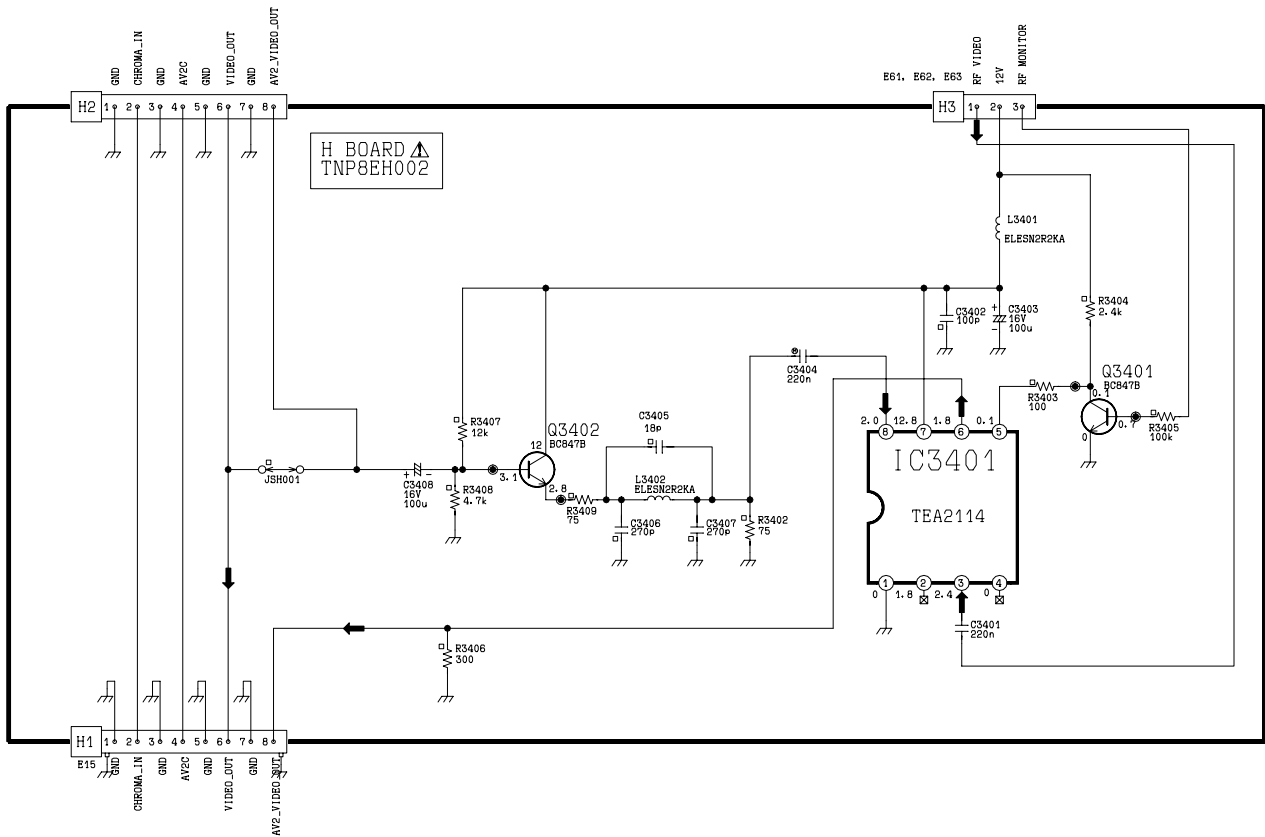 GND
CHROMA_IN
GND
AV2C
GND
VIDEO_OUT
GND
AV2_VIDEO_OUT
H2
1 2 3 4 5 6 7 8
E61, E62, E63
RF VIDEO
12V
RF MONITOR
H3
1 2 3
H BOARD ⚠
TNP8EH002
L3401
ELESN2R2KA
C3402
100p
C3403
16V
100u
+
-
R3404
2.4k
Q3401
BC847B
0.1
0.7
0
R3403
100
R3405
100k
M
C3404
220n
R3407
12k
Q3402
BC847B
12
3.1
2.8
JSH001
+ -
C3408
16V
100u
R3408
4.7k
R3409
75
C3405
18p
L3402
ELESN2R2KA
C3406
270p
C3407
270p
R3402
75
2.0 12.8 1.8 0.1
8 7 6 5
IC3401
TEA2114
1 2 3 4
0 1.8 2.4 0
C3401
220n
R3406
300
H1
1 2 3 4 5 6 7 8
E15
GND
CHROMA_IN
GND
AV2C
GND
VIDEO_OUT
GND
AV2_VIDEO_OUT